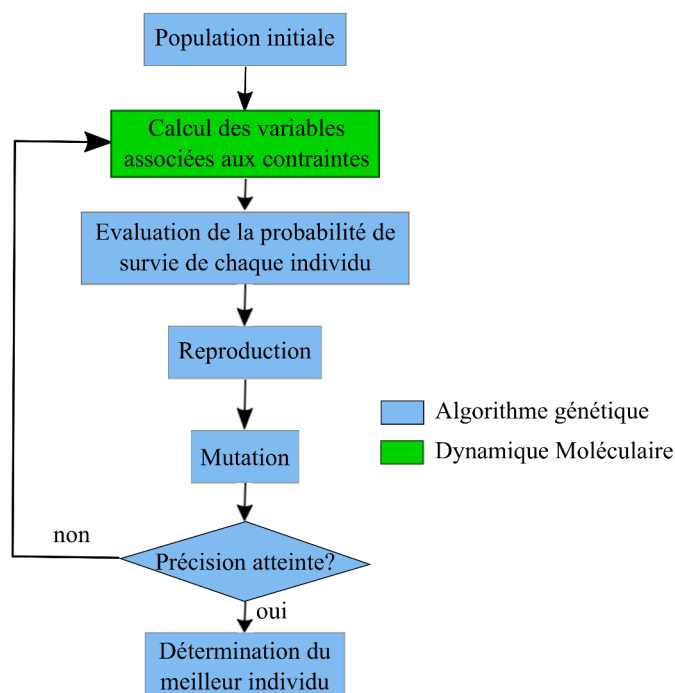 Population initiale
Calcul des variables
associées aux contraintes
Evaluation de la probabilité de
survie de chaque individu
Reproduction
Algorithme génétique
Dynamique Moléculaire
Mutation
non
Précision atteinte?
oui
Détermination du
meilleur individu